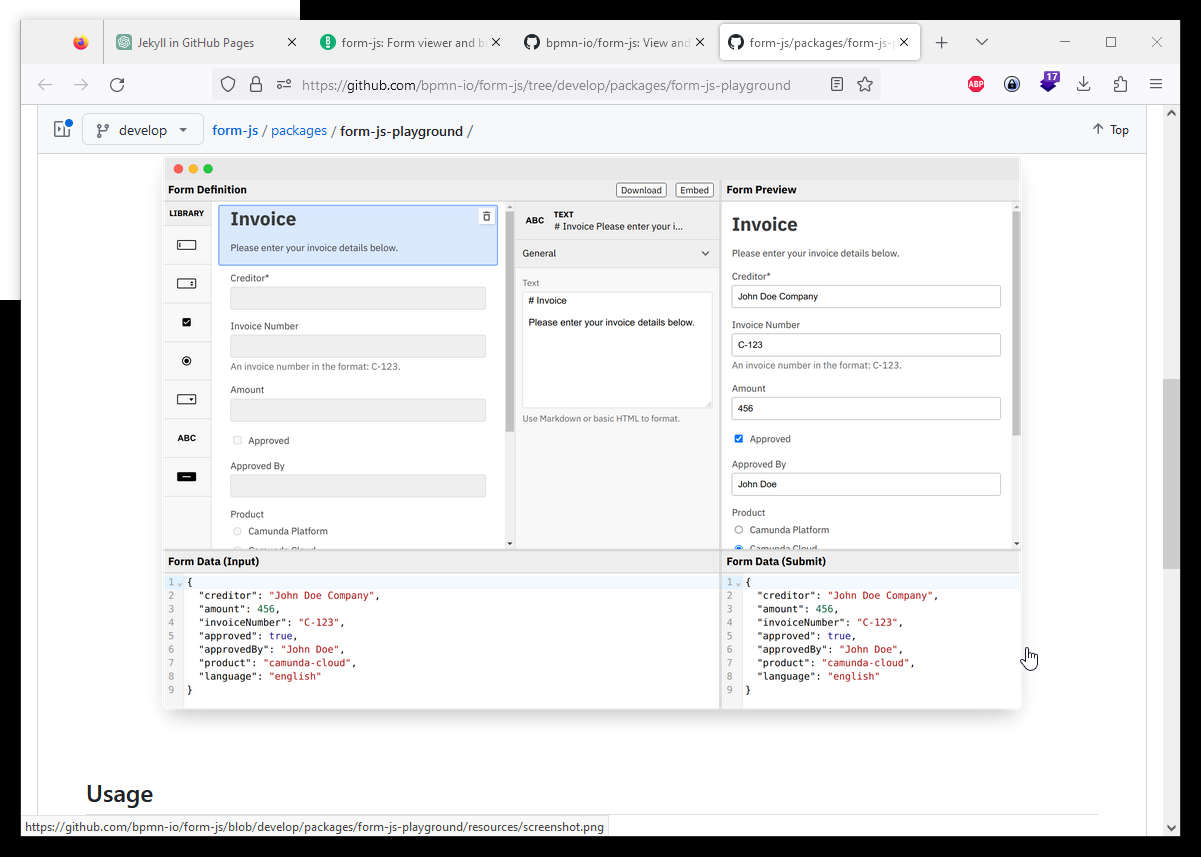 Jekyll in GitHub Pages
form-js: Form viewer and b
bpmn-io/form-js: View and
form-js/packages/form-js-
https://github.com/bpmn-io/form-js/tree/develop/packages/form-js-playground
ABP
17
develop
form-js / packages / form-js-playground /
Top
Form Definition
Download
Embed
Form Preview
LIBRARY
ABC
Invoice
Please enter your invoice details below.
Creditor*
Invoice Number
An invoice number in the format: C-123.
Amount
Approved
Approved By
Product
Camunda Platform
Camunda Cloud
ABC
TEXT
# Invoice Please enter your i...
General
Text
# Invoice
Please enter your invoice details below.
Use Markdown or basic HTML to format.
Invoice
Please enter your invoice details below.
Creditor*
John Doe Company
Invoice Number
C-123
An invoice number in the format: C-123.
Amount
456
Approved
Approved By
John Doe
Product
Camunda Platform
Camunda Cloud
Form Data (Input)
1 {
2 "creditor": "John Doe Company",
3 "amount": 456,
4 "invoiceNumber": "C-123",
5 "approved": true,
6 "approvedBy": "John Doe",
7 "product": "camunda-cloud",
8 "language": "english"
9 }
Form Data (Submit)
1 {
2 "creditor": "John Doe Company",
3 "amount": 456,
4 "invoiceNumber": "C-123",
5 "approved": true,
6 "approvedBy": "John Doe",
7 "product": "camunda-cloud",
8 "language": "english"
9 }
Usage
https://github.com/bpmn-io/form-js/blob/develop/packages/form-js-playground/resources/screenshot.png